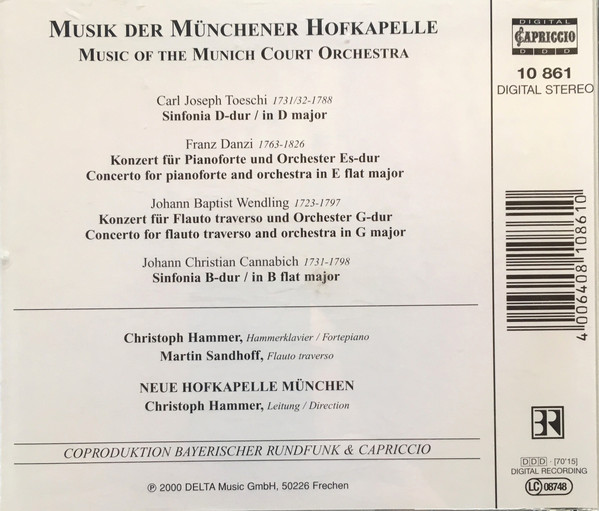 MUSIK DER MÜNCHENER HOFKAPELLE
MUSIC OF THE MUNICH COURT ORCHESTRA
Carl Joseph Toeschi 1731/32-1788
Sinfonia D-dur / in D major
Franz Danzi 1763-1826
Konzert für Pianoforte und Orchester Es-dur
Concerto for pianoforte and orchestra in E flat major
Johann Baptist Wendling 1723-1797
Konzert für Flauto traverso und Orchester G-dur
Concerto for flauto traverso and orchestra in G major
Johann Christian Cannabich 1731-1798
Sinfonia B-dur / in B flat major
Christoph Hammer, Hammerklavier / Fortepiano
Martin Sandhoff, Flauto traverso
NEUE HOFKAPELLE MÜNCHEN
Christoph Hammer, Leitung / Direction
COPRODUKTION BAYERISCHER RUNDFUNK & CAPRICCIO
℗ 2000 DELTA Music GmbH, 50226 Frechen
DIGITAL
CAPRICCIO
D D D
10 861
DIGITAL STEREO
4 006408 108610
BR
DDD · [70'15]
DIGITAL RECORDING
LC 08748